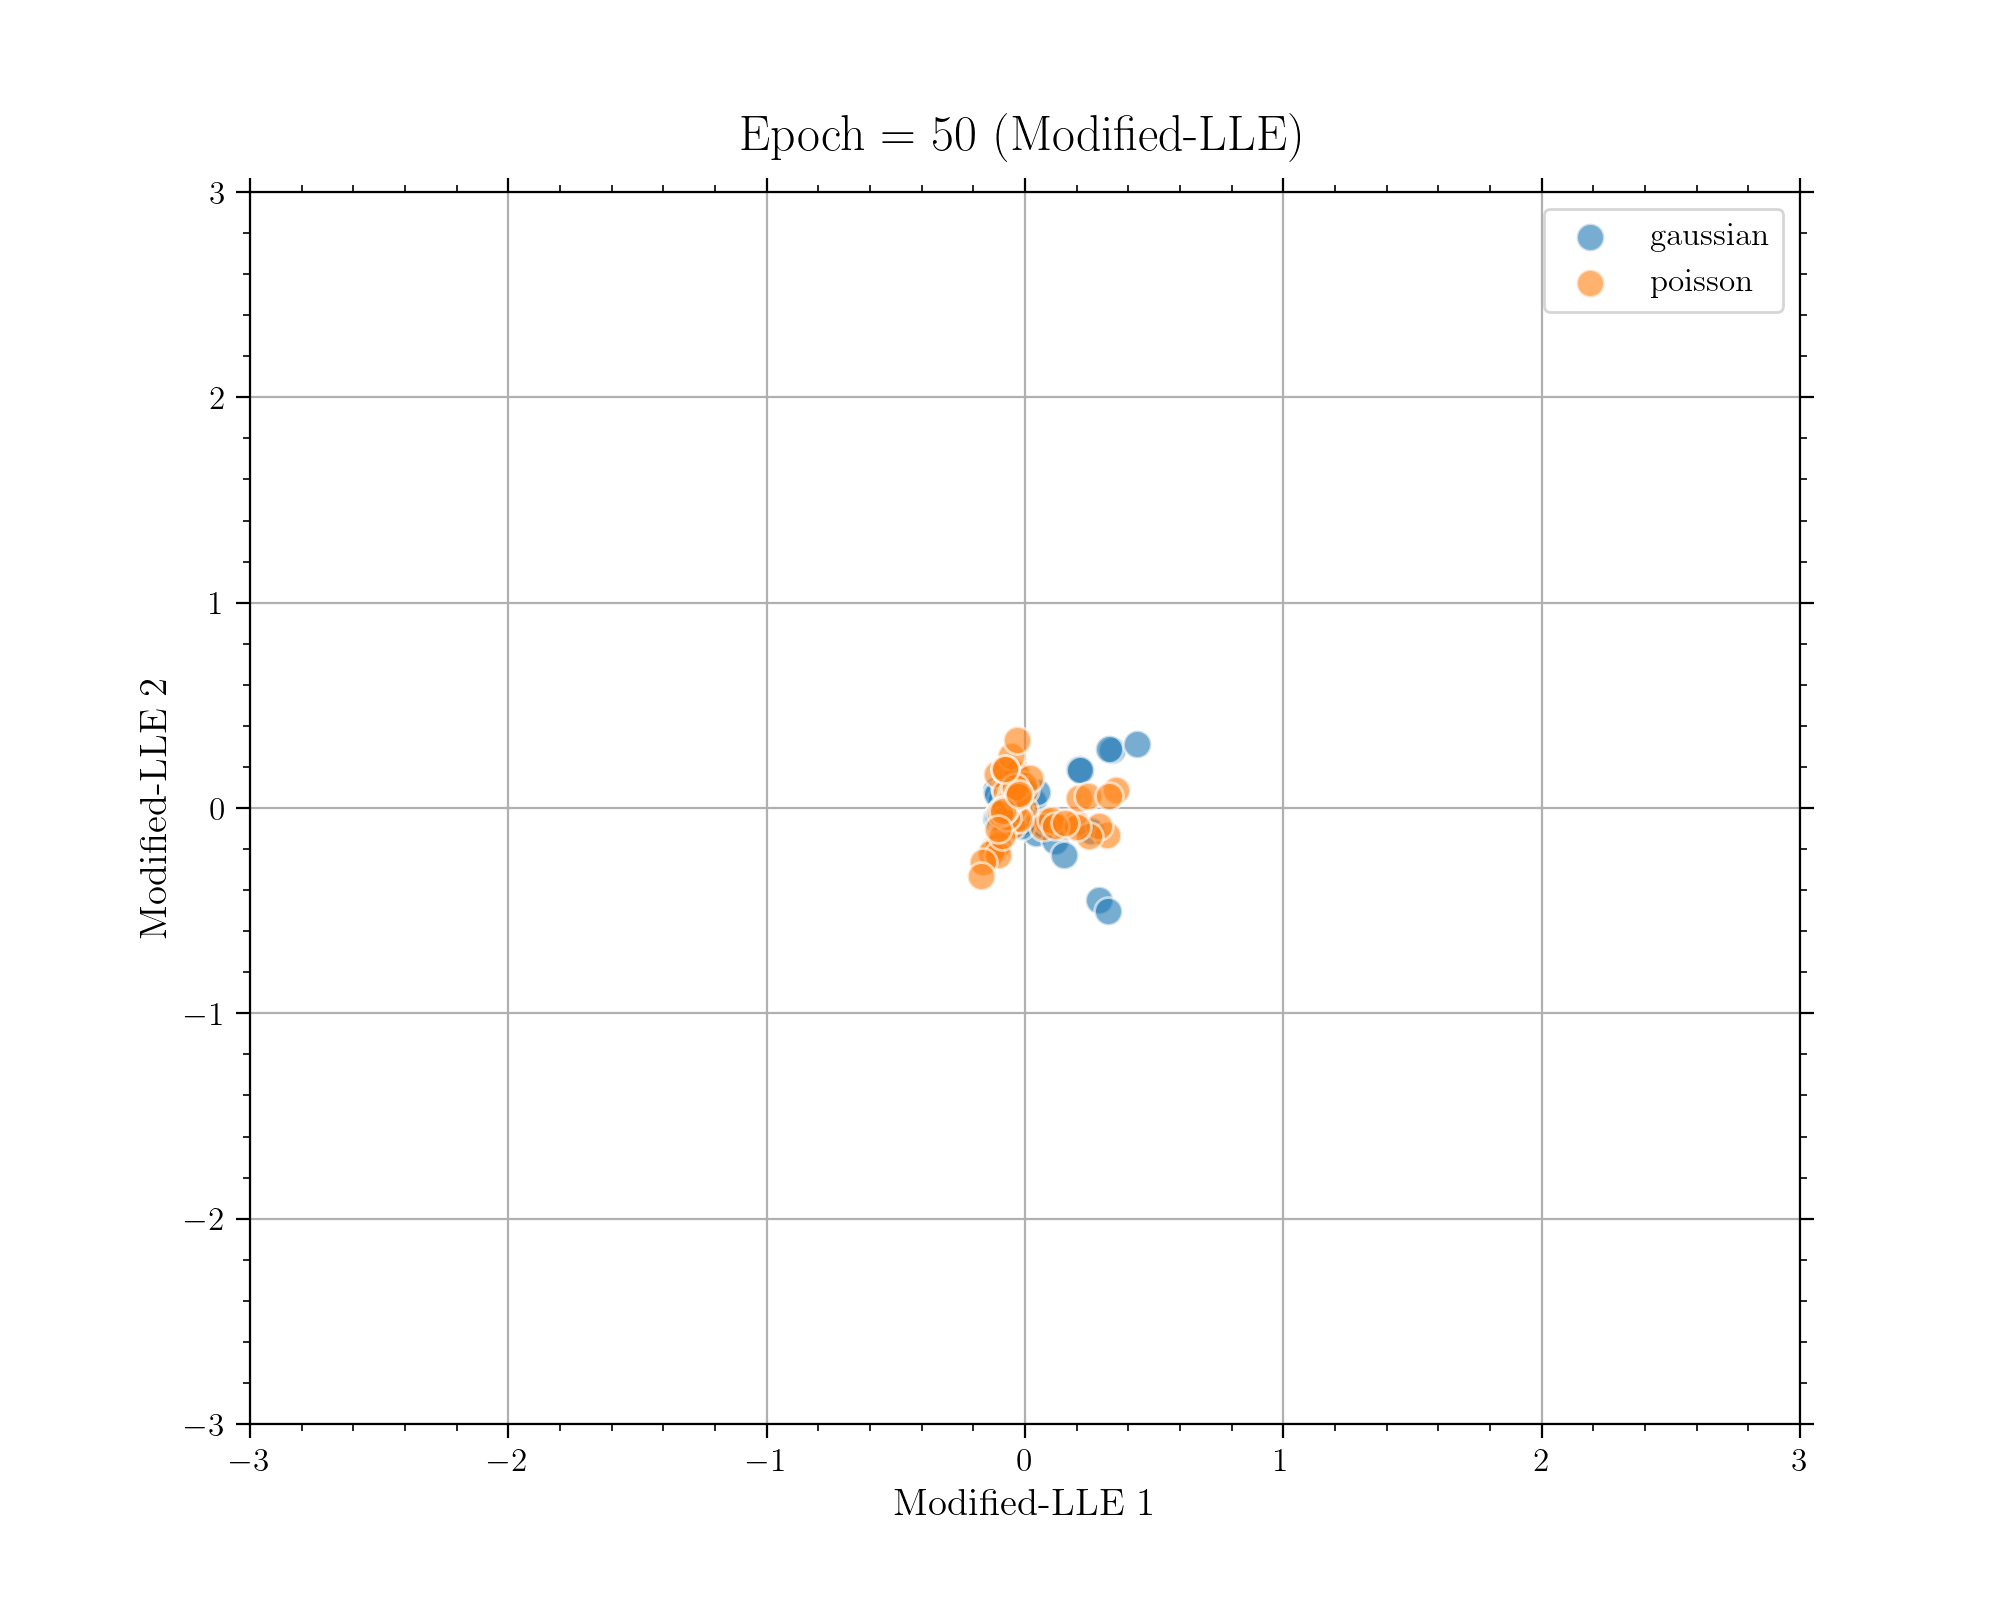 Epoch = 50 (Modified-LLE)
gaussian
poisson
3
2
1
0
−1
−2
−3
−3
−2
−1
0
1
2
3
Modified-LLE 1
Modified-LLE 2